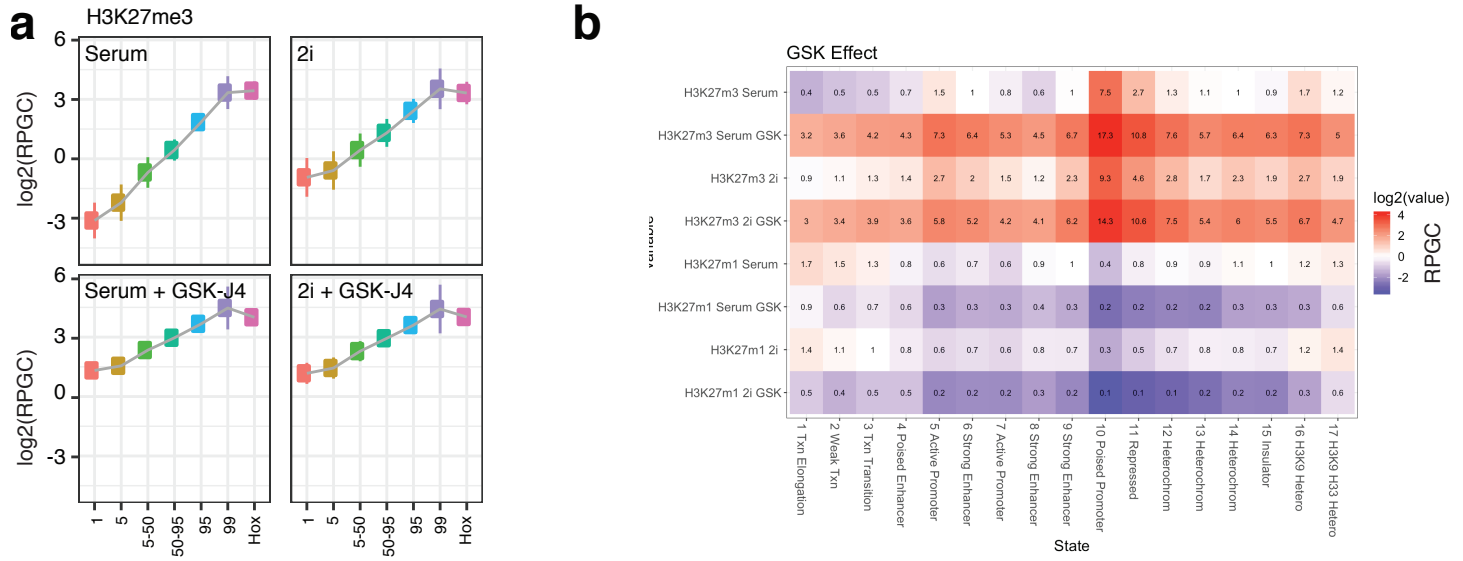 a
H3K27me3
Serum
2i
6
3
0
-3
log2(RPGC)
Serum + GSK-J4
2i + GSK-J4
6
3
0
-3
log2(RPGC)
1
5
5-50
50-95
95
99
Hox
1
5
5-50
50-95
95
99
Hox
b
GSK Effect
H3K27m3 Serum 0.4 0.5 0.5 0.7 1.5 1 0.8 0.6 1 7.5 2.7 1.3 1.1 1 0.9 1.7 1.2
H3K27m3 Serum GSK 3.2 3.6 4.2 4.3 7.3 6.4 5.3 4.5 6.7 17.3 10.8 7.6 5.7 6.4 6.3 7.3 5
H3K27m3 2i 0.9 1.1 1.3 1.4 2.7 2 1.5 1.2 2.3 9.3 4.6 2.8 1.7 2.3 1.9 2.7 1.9
H3K27m3 2i GSK 3 3.4 3.9 3.6 5.8 5.2 4.2 4.1 6.2 14.3 10.6 7.5 5.4 6 5.5 6.7 4.7
H3K27m1 Serum 1.7 1.5 1.3 0.8 0.6 0.7 0.6 0.9 1 0.4 0.8 0.9 0.9 1.1 1 1.2 1.3
H3K27m1 Serum GSK 0.9 0.6 0.7 0.6 0.3 0.3 0.3 0.4 0.3 0.2 0.2 0.2 0.2 0.3 0.3 0.3 0.6
H3K27m1 2i 1.4 1.1 1 0.8 0.6 0.7 0.6 0.8 0.7 0.3 0.5 0.7 0.8 0.8 0.7 1.2 1.4
H3K27m1 2i GSK 0.5 0.4 0.5 0.5 0.2 0.2 0.2 0.3 0.2 0.1 0.1 0.1 0.2 0.2 0.2 0.3 0.6
1 Txn Elongation
2 Weak Txn
3 Txn Transition
4 Poised Enhancer
5 Active Promoter
6 Strong Enhancer
7 Active Promoter
8 Strong Enhancer
9 Strong Enhancer
10 Poised Promoter
11 Repressed
12 Heterochrom
13 Heterochrom
14 Heterochrom
15 Insulator
16 H3K9 Hetero
17 H3K9 H33 Hetero
State
log2(value)
4
2
0
-2
RPGC